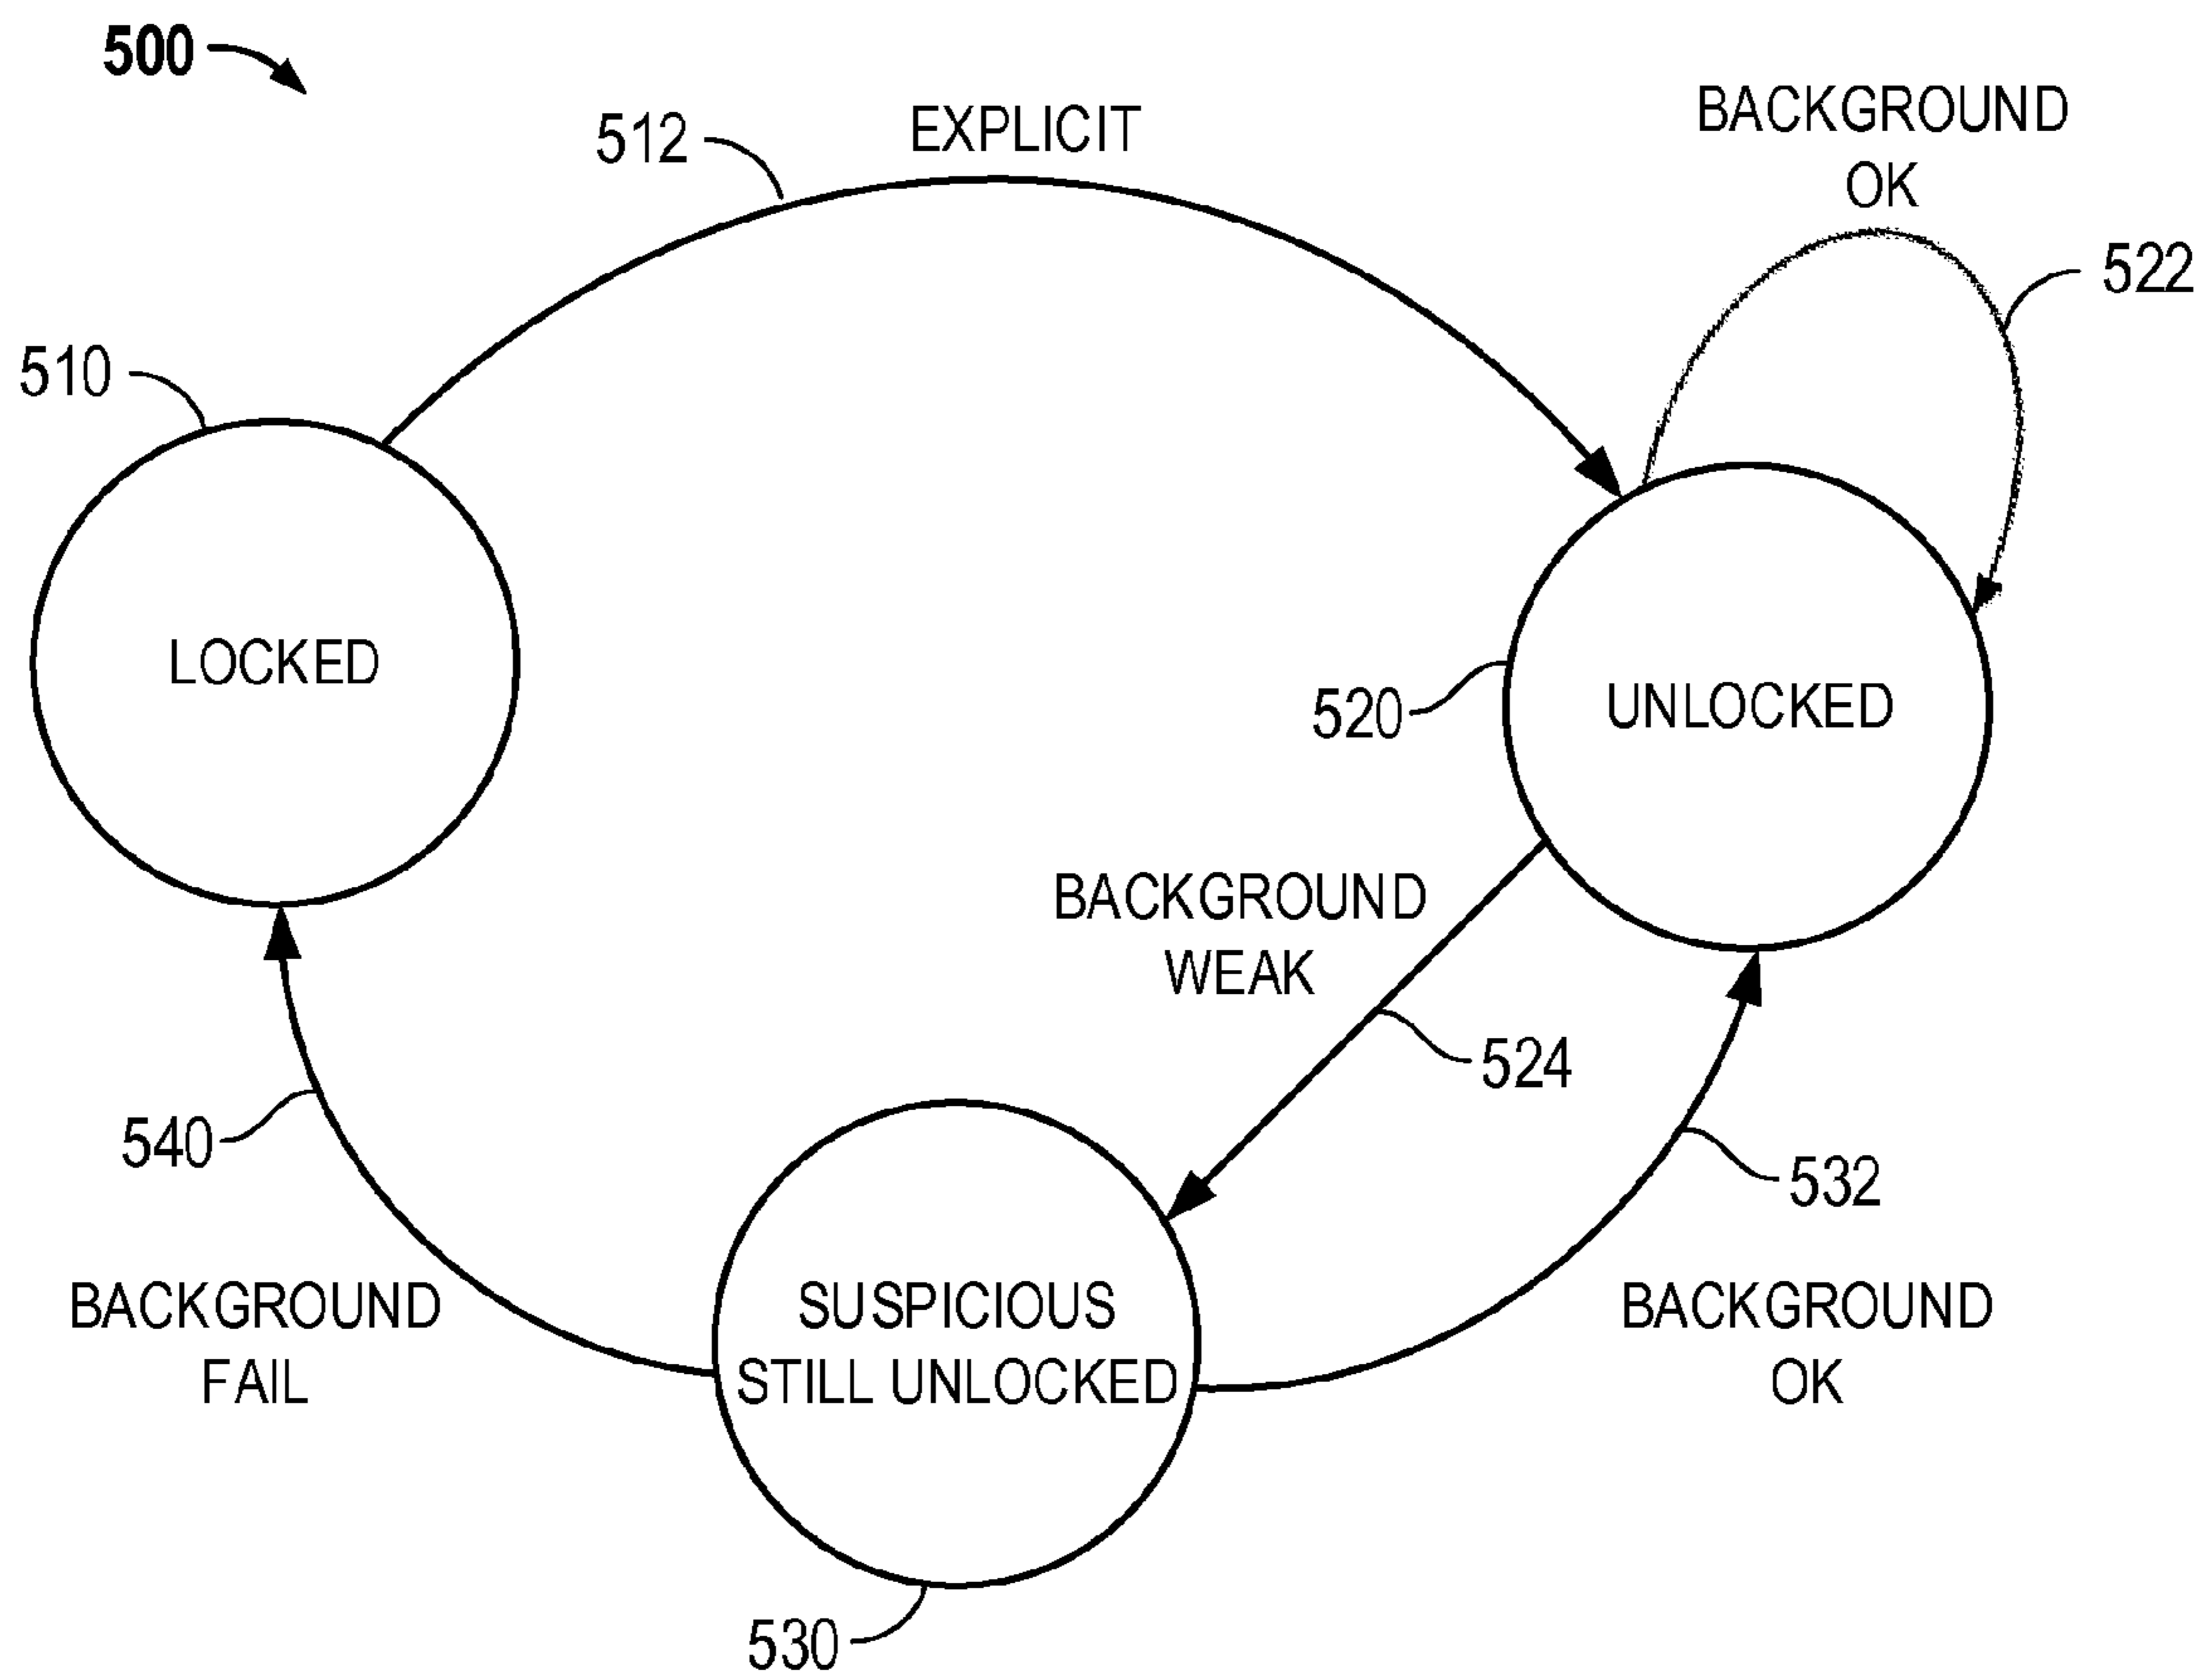 500
512
EXPLICIT
BACKGROUND
OK
522
510
LOCKED
520
UNLOCKED
BACKGROUND
WEAK
524
540
532
BACKGROUND
FAIL
SUSPICIOUS
STILL UNLOCKED
BACKGROUND
OK
530